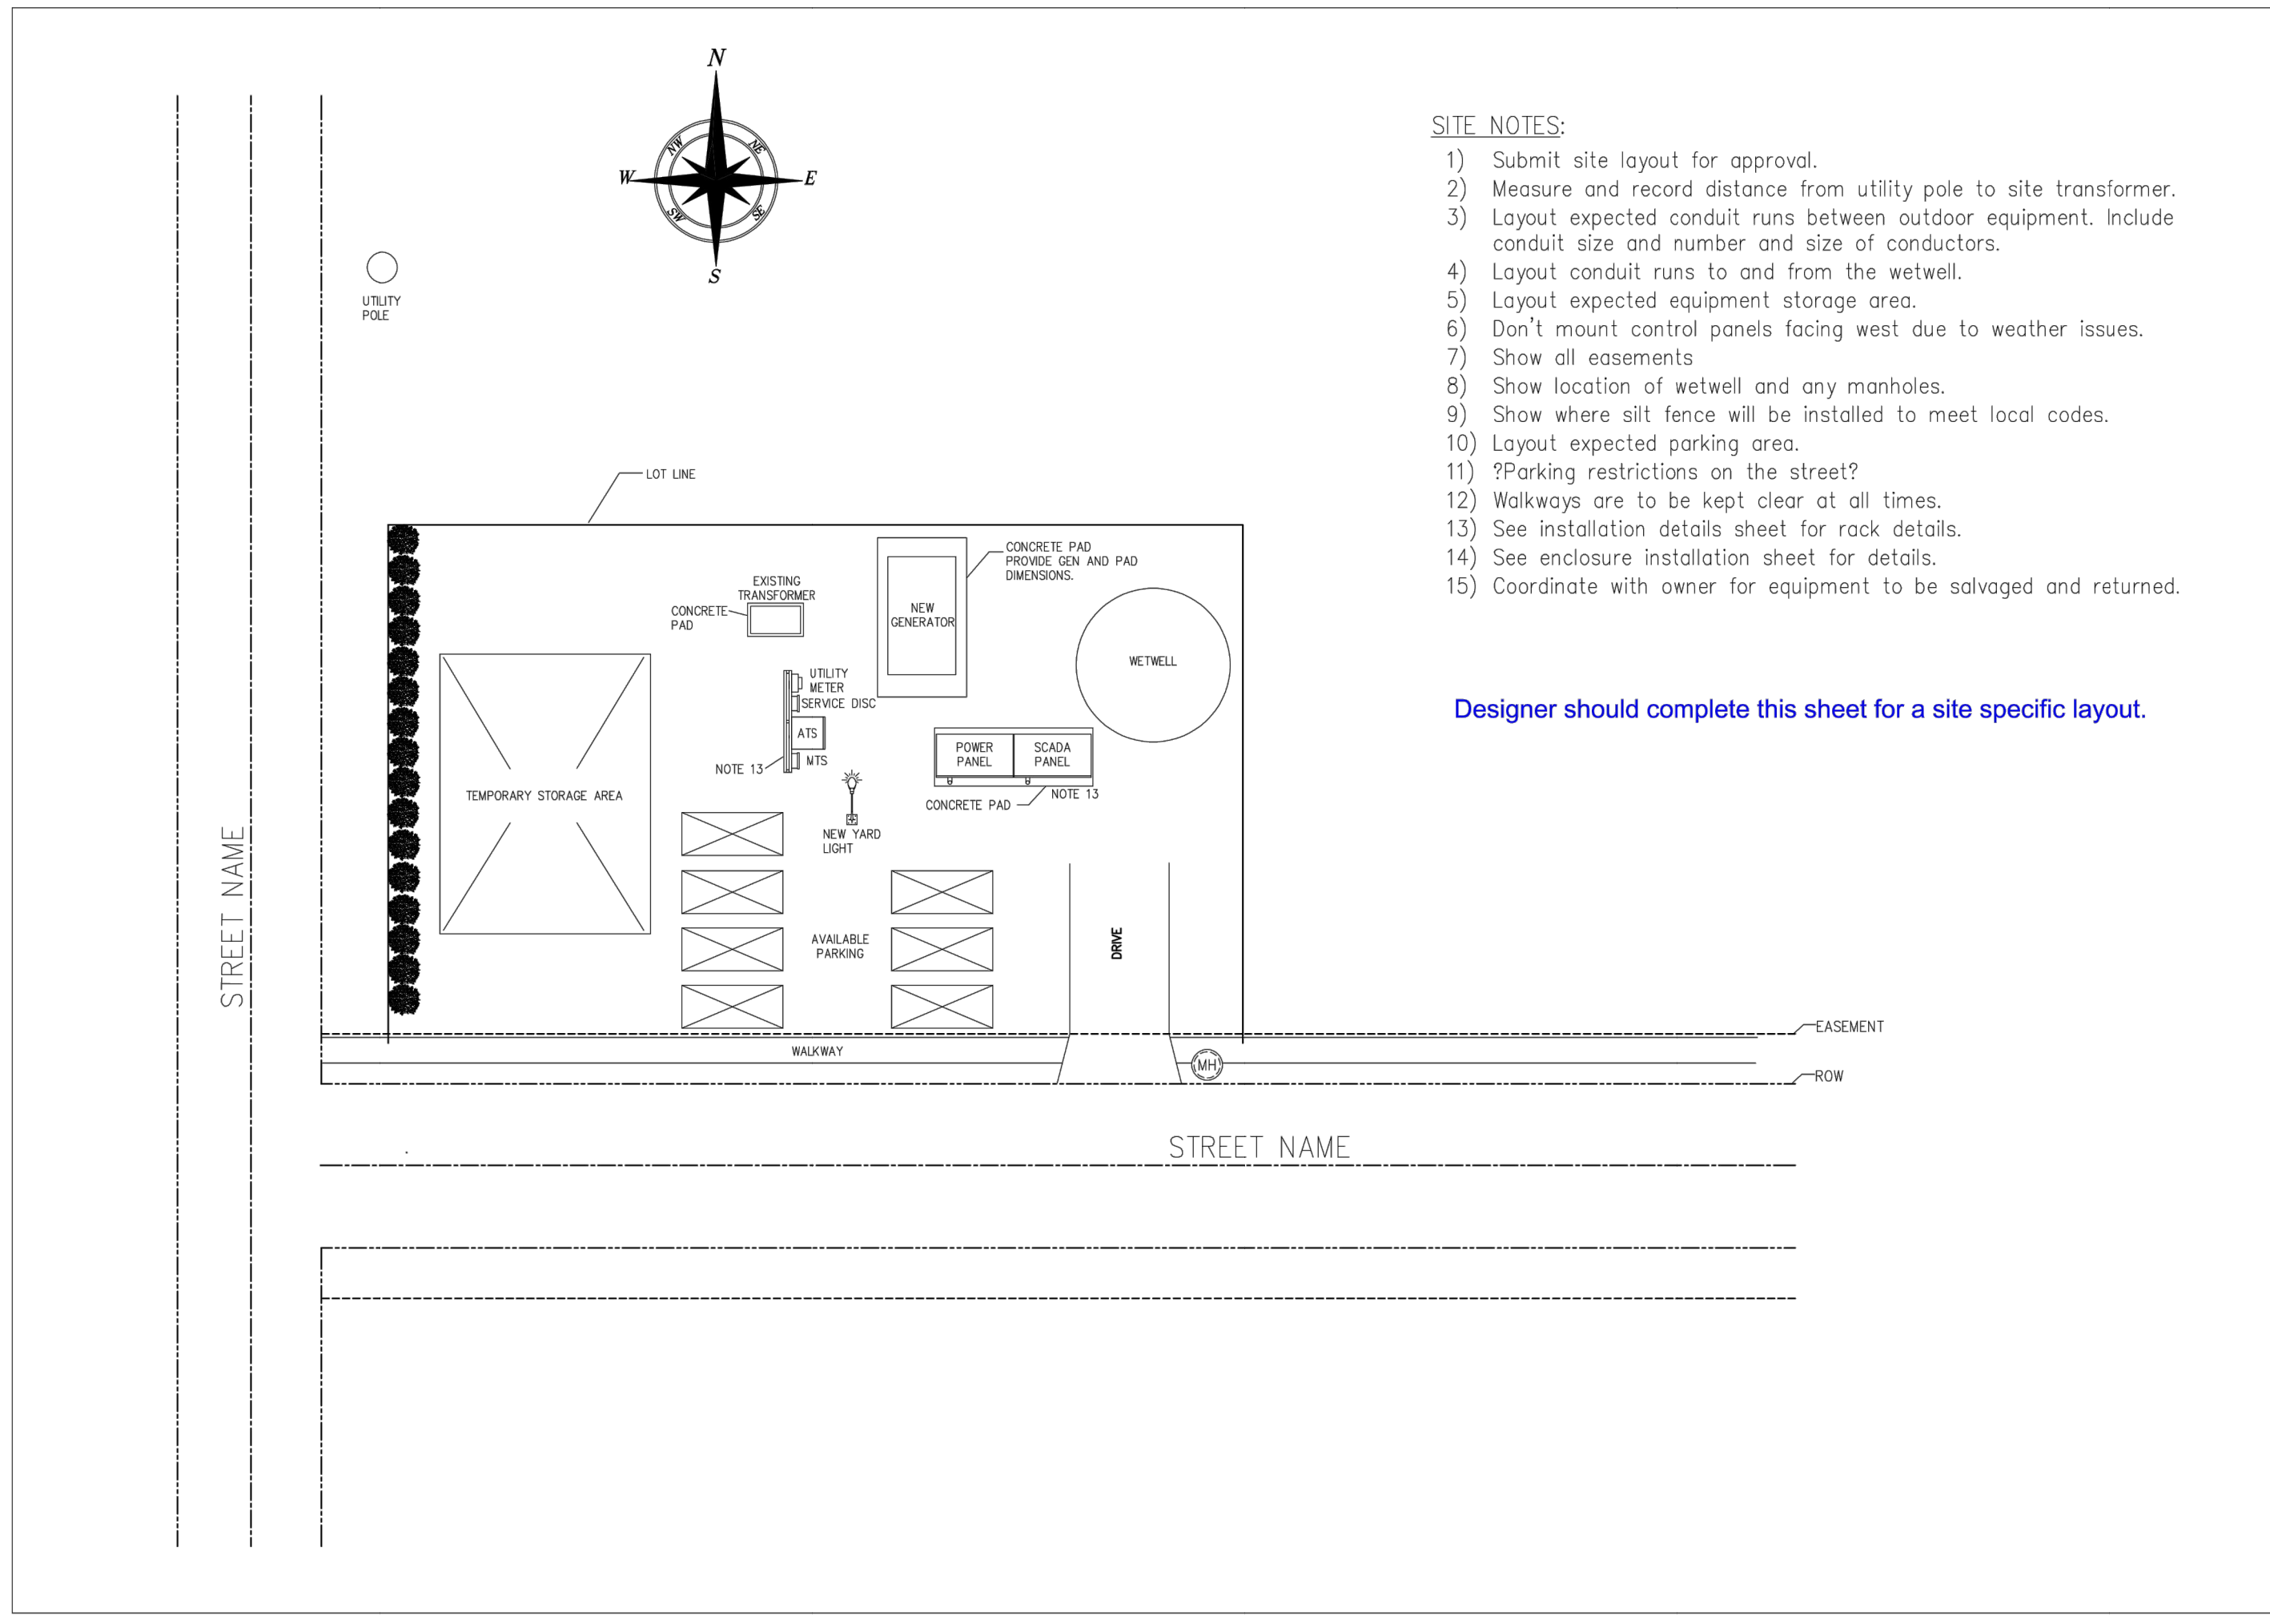 N
NW
NE
W
E
SW
SE
S
UTILITY
POLE
SITE NOTES:
1) Submit site layout for approval.
2) Measure and record distance from utility pole to site transformer.
3) Layout expected conduit runs between outdoor equipment. Include
conduit size and number and size of conductors.
4) Layout conduit runs to and from the wetwell.
5) Layout expected equipment storage area.
6) Don't mount control panels facing west due to weather issues.
7) Show all easements
8) Show location of wetwell and any manholes.
9) Show where silt fence will be installed to meet local codes.
10) Layout expected parking area.
11) ?Parking restrictions on the street?
12) Walkways are to be kept clear at all times.
13) See installation details sheet for rack details.
14) See enclosure installation sheet for details.
15) Coordinate with owner for equipment to be salvaged and returned.
Designer should complete this sheet for a site specific layout.
LOT LINE
CONCRETE PAD
PROVIDE GEN AND PAD
DIMENSIONS.
EXISTING
TRANSFORMER
CONCRETE
PAD
NEW
GENERATOR
WETWELL
UTILITY
METER
SERVICE DISC
ATS
MTS
NOTE 13
POWER
PANEL
SCADA
PANEL
NOTE 13
CONCRETE PAD
TEMPORARY STORAGE AREA
NEW YARD
LIGHT
STREET NAME
AVAILABLE
PARKING
DRIVE
EASEMENT
WALKWAY
MH
ROW
STREET NAME